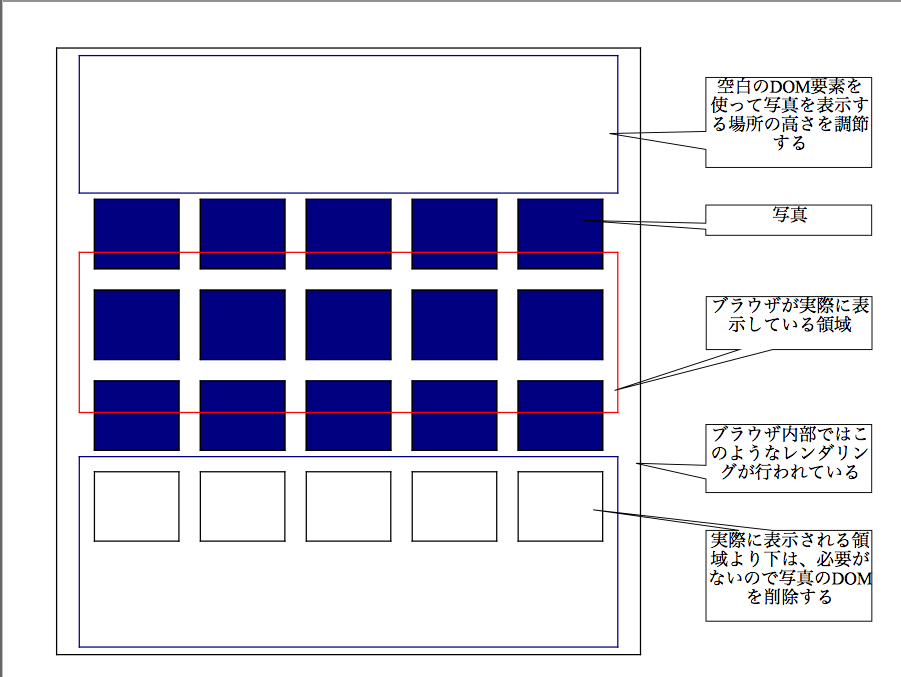 空白のDOM要素を
使って写真を表示す
る場所の高さを調節
する
写真
ブラウザが実際に表
示している領域
ブラウザ内部ではこ
のようなレンダリン
グが行われている
実際に表示される領
域より下は、必要が
ないので写真のDOM
を削除する